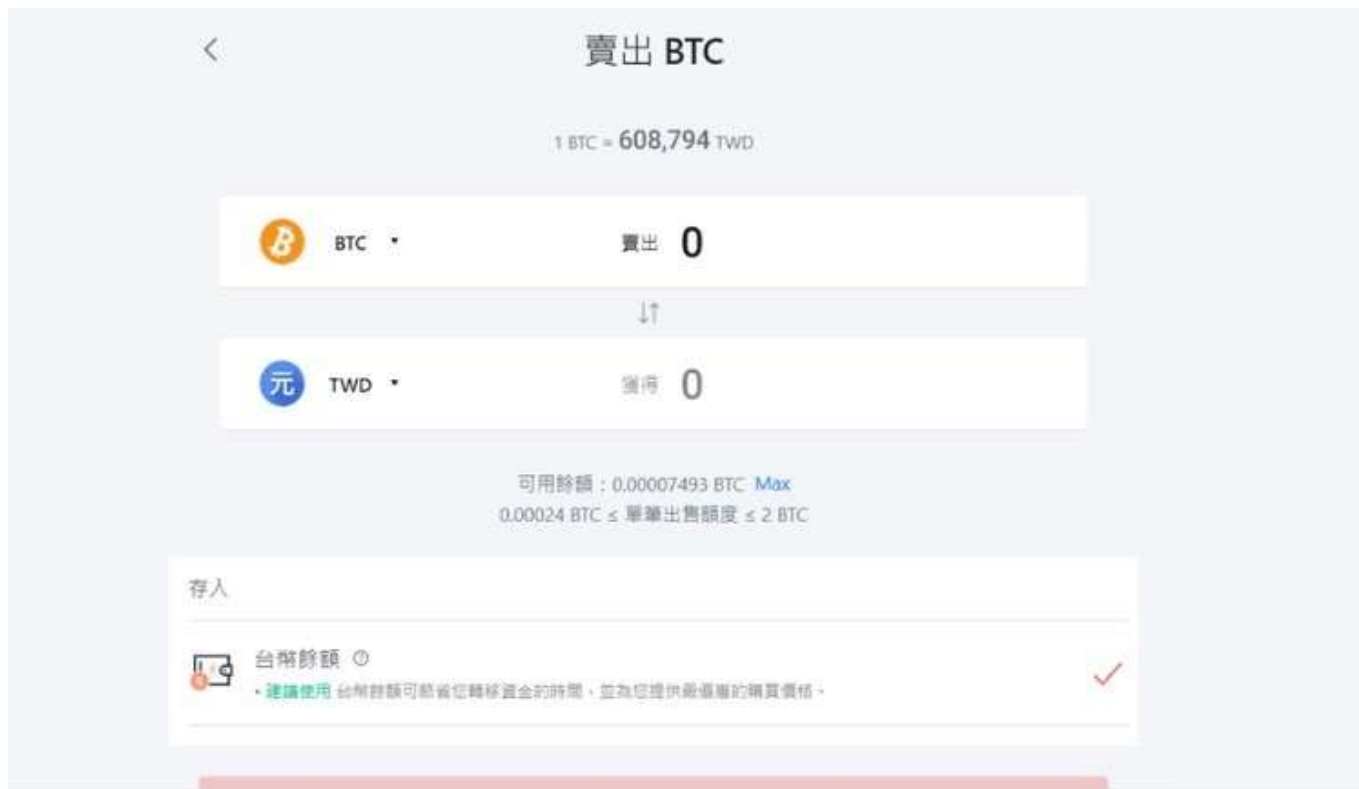 賣出 BTC
1 BTC ≈ 608,794 TWD
BTC 賣出 0
元 TWD 獲得 0
可用餘額：0.00007493 BTC Max
0.00024 BTC ≤ 單筆出售額度 ≤ 2 BTC
存入
台幣餘額
• 建議使用 台幣餘額可節省您轉移資金的時間、並為您提供最優惠的購買價格。